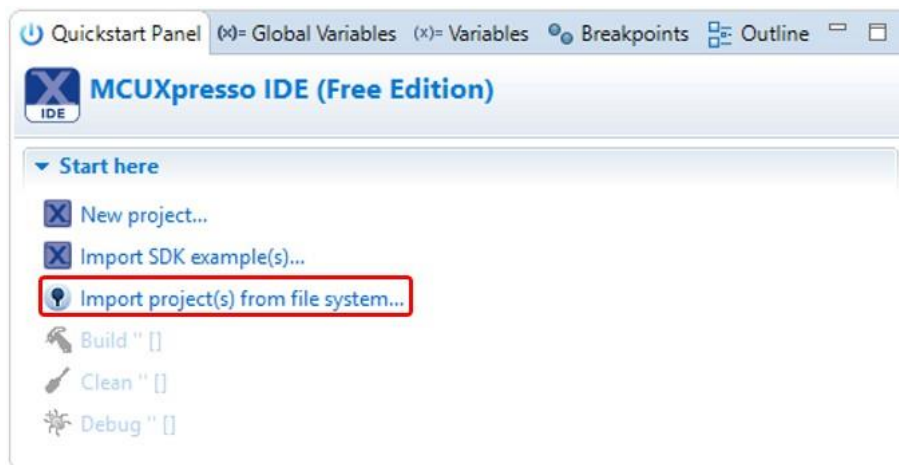 Quickstart Panel (x)= Global Variables (x)= Variables Breakpoints Outline
IDE
MCUXpresso IDE (Free Edition)
Start here
New project...
Import SDK example(s)...
Import project(s) from file system...
Build '' []
Clean '' []
Debug '' []